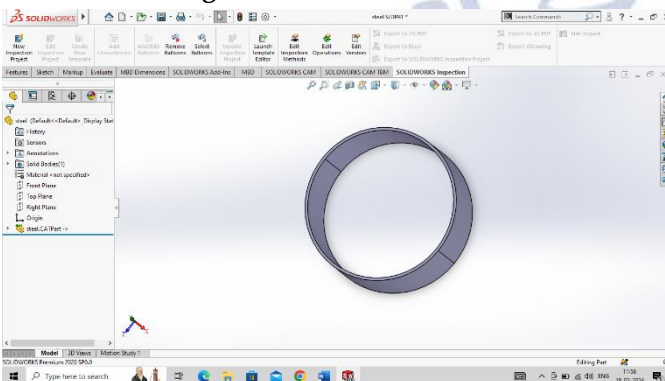 SOLIDWORKS
steel.SLDPRT *
Search Commands
New Inspection Project
Edit Inspection Project
Create New Template
Add Characteristic
Add/Edit Balloons
Remove Balloons
Select Balloons
Update Inspection Project
Launch Template Editor
Edit Inspection Methods
Edit Operations
Edit Vendors
Export to 2D PDF
Export to Excel
Export to SOLIDWORKS Inspection Project
Export to 3D PDF
Export eDrawing
Net-Inspect
Features Sketch Markup Evaluate MBD Dimensions SOLIDWORKS Add-Ins MBD SOLIDWORKS CAM SOLIDWORKS CAM TBM SOLIDWORKS Inspection
steel (Default<<Default>_Display Stat
History
Sensors
Annotations
Solid Bodies(1)
Material <not specified>
Front Plane
Top Plane
Right Plane
Origin
steel.CATPart ->
Model 3D Views Motion Study 1
SOLIDWORKS Premium 2020 SP0.0
Editing Part
Type here to search
ENG
11:58